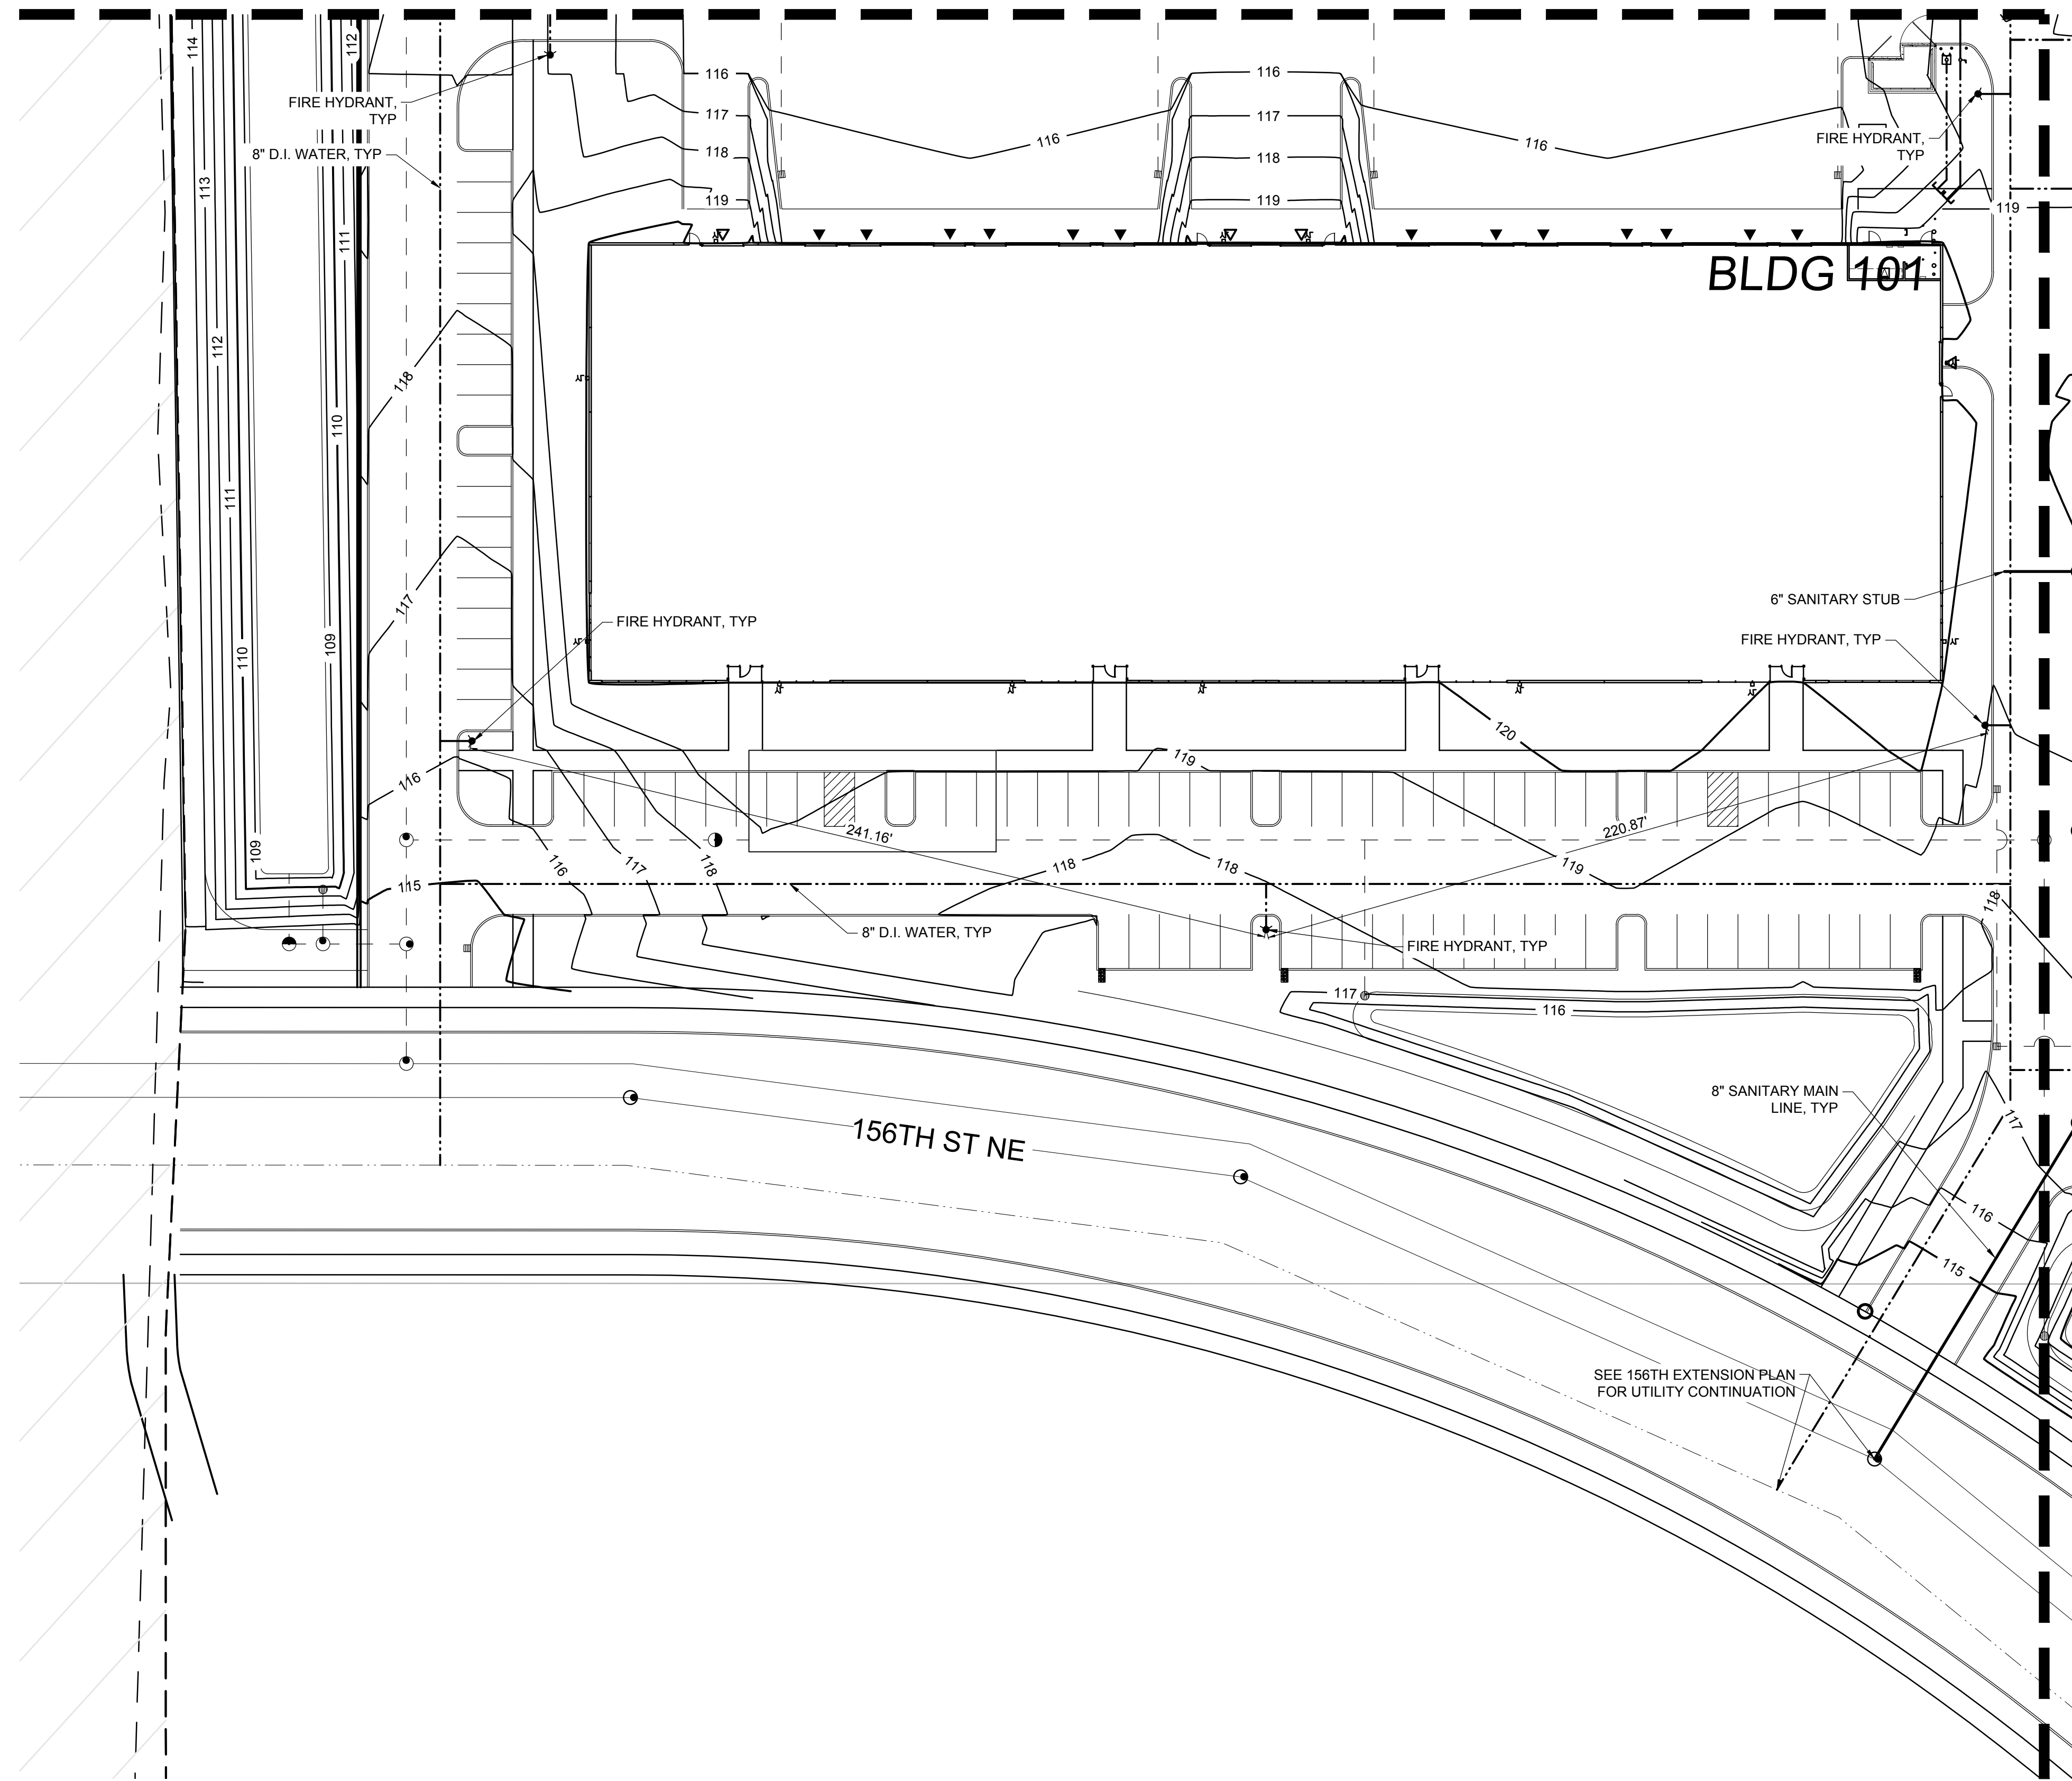 114
112
116
116
FIRE HYDRANT,
TYP
117
117
118
118
116
116
FIRE HYDRANT,
TYP
8" D.I. WATER, TYP
113
119
119
119
111
BLDG 101
112
118
110
111
117
6" SANITARY STUB
FIRE HYDRANT, TYP
FIRE HYDRANT, TYP
110
109
120
119
116
109
241.16'
220.87'
116
117
118
118
118
119
115
118
8" D.I. WATER, TYP
FIRE HYDRANT, TYP
117
116
8" SANITARY MAIN
LINE, TYP
117
156TH ST NE
116
115
SEE 156TH EXTENSION PLAN
FOR UTILITY CONTINUATION